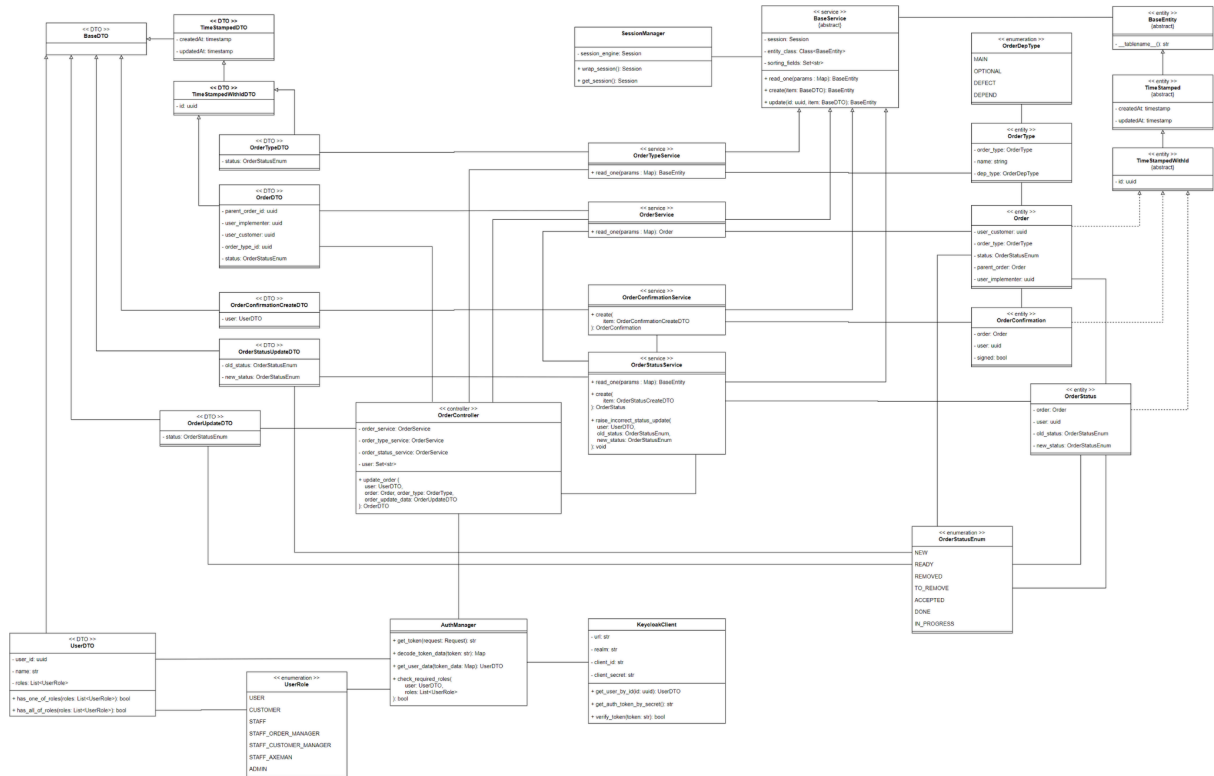 << DTO >>
BaseDTO
<< DTO >>
TimeStampedDTO
- createdAt: timestamp
- updatedAt: timestamp
<< DTO >>
TimeStampedWithIdDTO
- id: uuid
<< DTO >>
OrderTypeDTO
- status: OrderStatusEnum
<< DTO >>
OrderDTO
- parent_order_id: uuid
- user_implementer: uuid
- user_customer: uuid
- order_type_id: uuid
- status: OrderStatusEnum
<< DTO >>
OrderConfirmationCreateDTO
- user: UserDTO
<< DTO >>
OrderStatusUpdateDTO
- old_status: OrderStatusEnum
- new_status: OrderStatusEnum
<< DTO >>
OrderUpdateDTO
- status: OrderStatusEnum
SessionManager
- session_engine: Session
+ wrap_session(): Session
+ get_session(): Session
<< service >>
BaseService
{abstract}
- session: Session
- entity_class: Class<BaseEntity>
- sorting_fields: Set<str>
+ read_one(params : Map): BaseEntity
+ create(item: BaseDTO): BaseEntity
+ update(id: uuid, item: BaseDTO): BaseEntity
<< service >>
OrderTypeService
+ read_one(params : Map): BaseEntity
<< service >>
OrderService
+ read_one(params : Map): Order
<< service >>
OrderConfirmationService
+ create(
item: OrderConfirmationCreateDTO
): OrderConfirmation
<< service >>
OrderStatusService
+ read_one(params : Map): BaseEntity
+ create(
item: OrderStatusCreateDTO
): OrderStatus
+ raise_incorrect_status_update(
user: UserDTO,
old_status: OrderStatusEnum,
new_status: OrderStatusEnum
): void
<< controller >>
OrderController
- order_service: OrderService
- order_type_service: OrderService
- order_status_service: OrderService
- user: Set<str>
+ update_order (
user: UserDTO,
order: Order, order_type: OrderType,
order_update_data: OrderUpdateDTO
): OrderDTO
<< enumeration >>
OrderDepType
MAIN
OPTIONAL
DEFECT
DEPEND
<< entity >>
OrderType
- order_type: OrderType
- name: string
- dep_type: OrderDepType
<< entity >>
Order
- user_customer: uuid
- order_type: OrderType
- status: OrderStatusEnum
- parent_order: Order
- user_implementer: uuid
<< entity >>
OrderConfirmation
- order: Order
- user: uuid
- signed: bool
<< entity >>
BaseEntity
{abstract}
- __tablename__(): str
<< entity >>
TimeStamped
{abstract}
- createdAt: timestamp
- updatedAt: timestamp
<< entity >>
TimeStampedWithId
{abstract}
- id: uuid
<< entity >>
OrderStatus
- order: Order
- user: uuid
- old_status: OrderStatusEnum
- new_status: OrderStatusEnum
<< enumeration >>
OrderStatusEnum
NEW
READY
REMOVED
TO_REMOVE
ACCEPTED
DONE
IN_PROGRESS
<< DTO >>
UserDTO
- user_id: uuid
- name: str
- roles: List<UserRole>
+ has_one_of_roles(roles: List<UserRole>): bool
+ has_all_of_roles(roles: List<UserRole>): bool
<< enumeration >>
UserRole
USER
CUSTOMER
STAFF
STAFF_ORDER_MANAGER
STAFF_CUSTOMER_MANAGER
STAFF_AXEMAN
ADMIN
AuthManager
+ get_token(request: Request): str
+ decode_token_data(token: str): Map
+ get_user_data(token_data: Map): UserDTO
+ check_required_roles(
user: UserDTO,
roles: List<UserRole>
): bool
KeycloakClient
- url: str
- realm: str
- client_id: str
- client_secret: str
+ get_user_by_id(id: uuid): UserDTO
+ get_auth_token_by_secret(): str
+ verify_token(token: str): bool